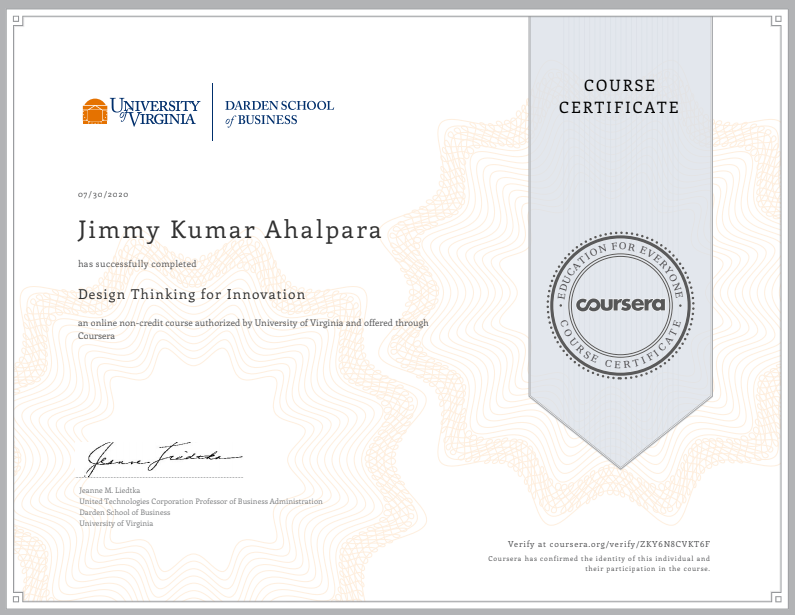 UNIVERSITY
of VIRGINIA
DARDEN SCHOOL
of BUSINESS
COURSE
CERTIFICATE
07/30/2020
Jimmy Kumar Ahalpara
has successfully completed
Design Thinking for Innovation
an online non-credit course authorized by University of Virginia and offered through
Coursera
EDUCATION FOR EVERYONE
coursera
COURSE CERTIFICATE
Jeanne Liedtka
Jeanne M. Liedtka
United Technologies Corporation Professor of Business Administration
Darden School of Business
University of Virginia
Verify at coursera.org/verify/ZKY6N8CVKT6F
Coursera has confirmed the identity of this individual and
their participation in the course.